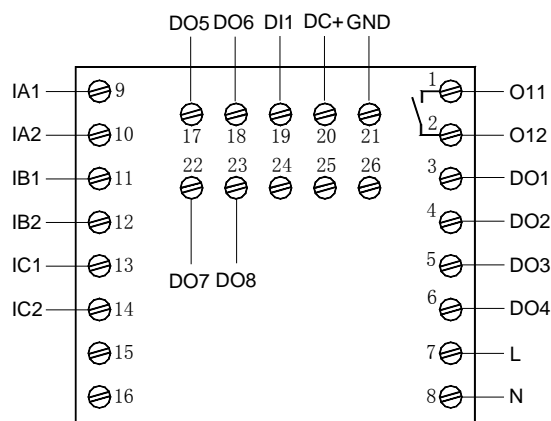 DO5 DO6 DI1 DC+ GND
IA1 9 1 O11
17 18 19 20 21
IA2 10 2 O12
22 23 24 25 26
IB1 11 3 DO1
IB2 12 4 DO2
IC1 13 5 DO3
DO7 DO8
IC2 14 6 DO4
15 7 L
16 8 N